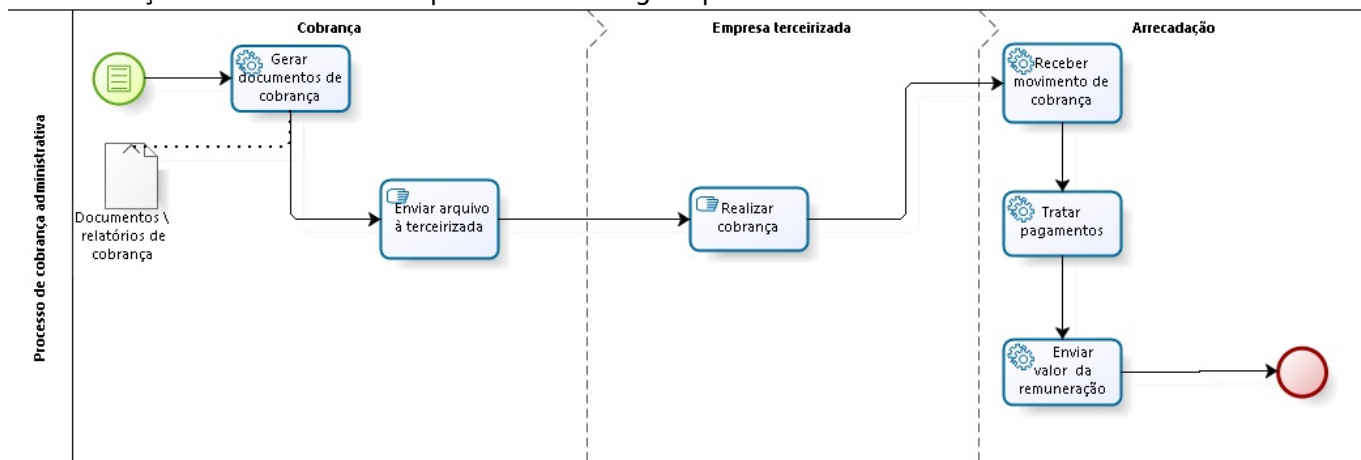 Cobrança
Empresa terceirizada
Arrecadação
Processo de cobrança administrativa
Gerar
documentos de
cobrança
Documentos \
relatórios de
cobrança
Enviar arquivo
à terceirizada
Realizar
cobrança
Receber
movimento de
cobrança
Tratar
pagamentos
Enviar
valor da
remuneração